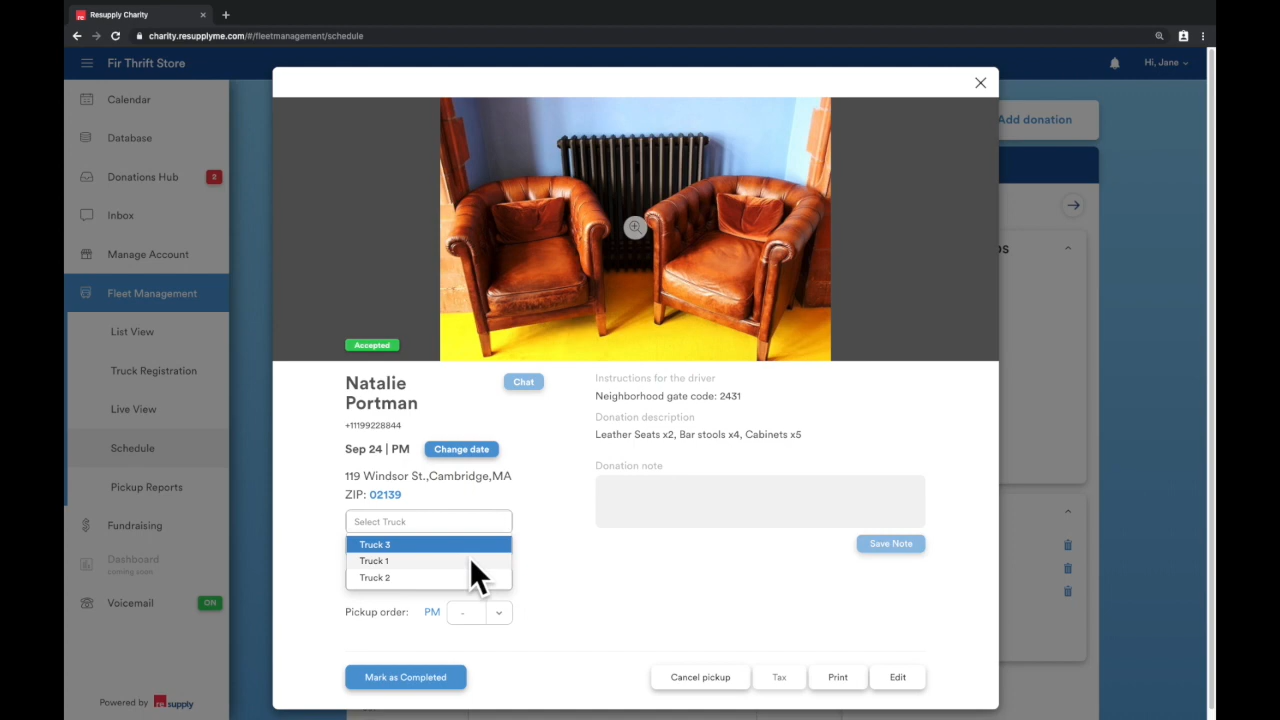 Resupply Charity
charity.resupplyme.com/#/fleetmanagement/schedule
Fir Thrift Store
Hi, Jane
Calendar
Database
Donations Hub 2
Inbox
Manage Account
Fleet Management
List View
Truck Registration
Live View
Schedule
Pickup Reports
Fundraising
Dashboard
coming soon
Voicemail ON
Powered by re supply
Add donation
Accepted
Natalie
Portman
Chat
+11199228844
Sep 24 | PM Change date
119 Windsor St.,Cambridge,MA
ZIP: 02139
Select Truck
Truck 3
Truck 1
Truck 2
Pickup order: PM -
Instructions for the driver
Neighborhood gate code: 2431
Donation description
Leather Seats x2, Bar stools x4, Cabinets x5
Donation note
Save Note
Mark as Completed
Cancel pickup Tax Print Edit